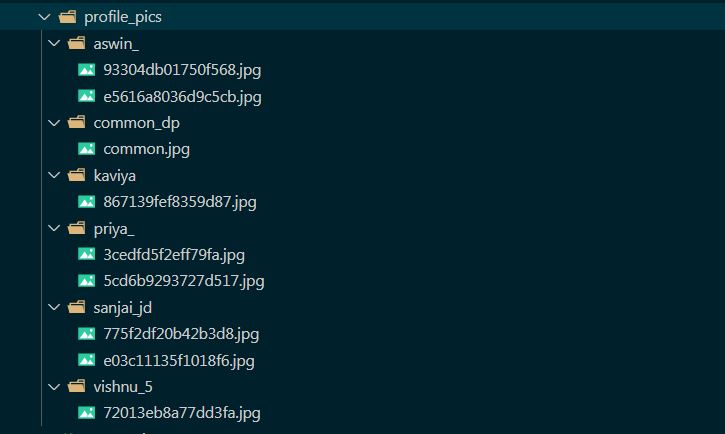 profile_pics
aswin_
93304db01750f568.jpg
e5616a8036d9c5cb.jpg
common_dp
common.jpg
kaviya
867139fef8359d87.jpg
priya_
3cedfd5f2eff79fa.jpg
5cd6b9293727d517.jpg
sanjai_jd
775f2df20b42b3d8.jpg
e03c11135f1018f6.jpg
vishnu_5
72013eb8a77dd3fa.jpg